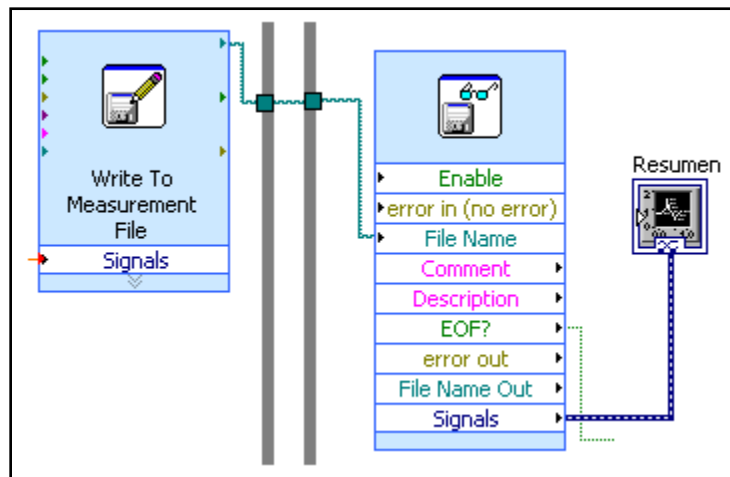 Write To
Measurement
File
Signals
Enable
error in (no error)
File Name
Comment
Description
EOF?
error out
File Name Out
Signals
Resumen